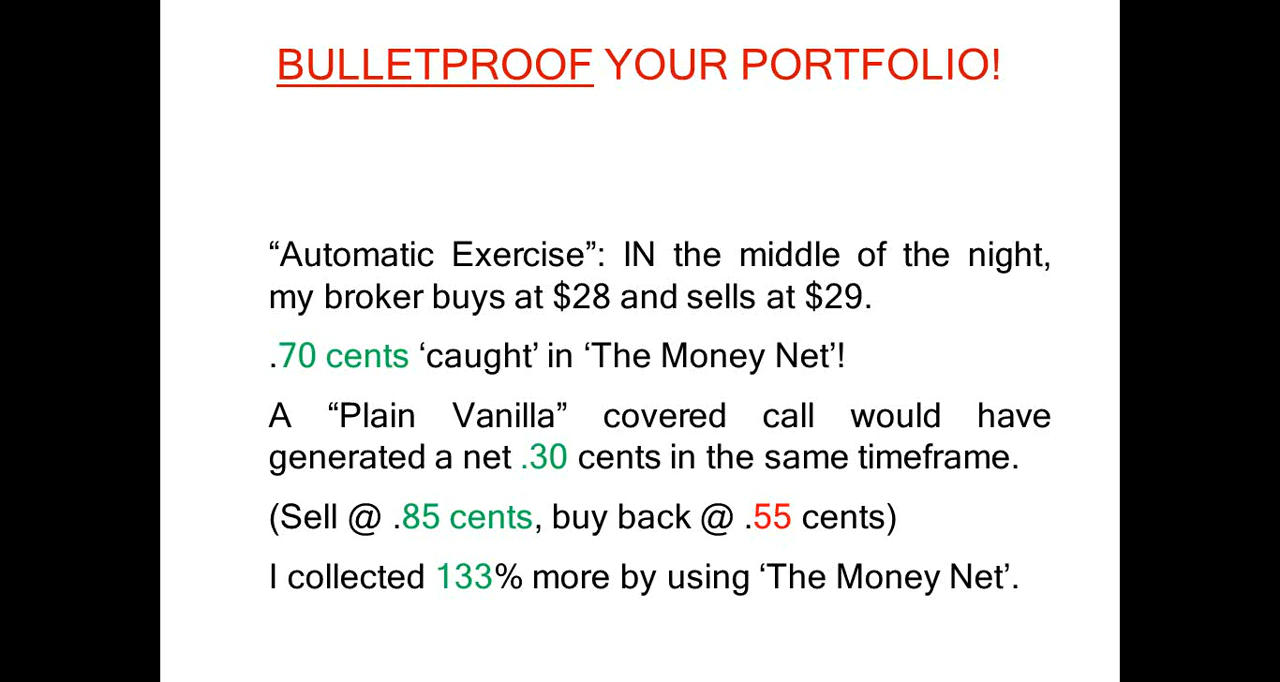 BULLETPROOF YOUR PORTFOLIO!
“Automatic Exercise”: IN the middle of the night,
my broker buys at $28 and sells at $29.
.70 cents ‘caught’ in ‘The Money Net’!
A “Plain Vanilla” covered call would have
generated a net .30 cents in the same timeframe.
(Sell @ .85 cents, buy back @ .55 cents)
I collected 133% more by using ‘The Money Net’.